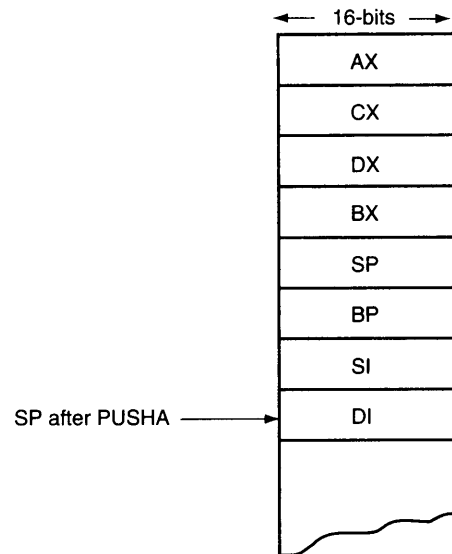 16-bits
AX
CX
DX
BX
SP
BP
SI
SP after PUSHA
DI